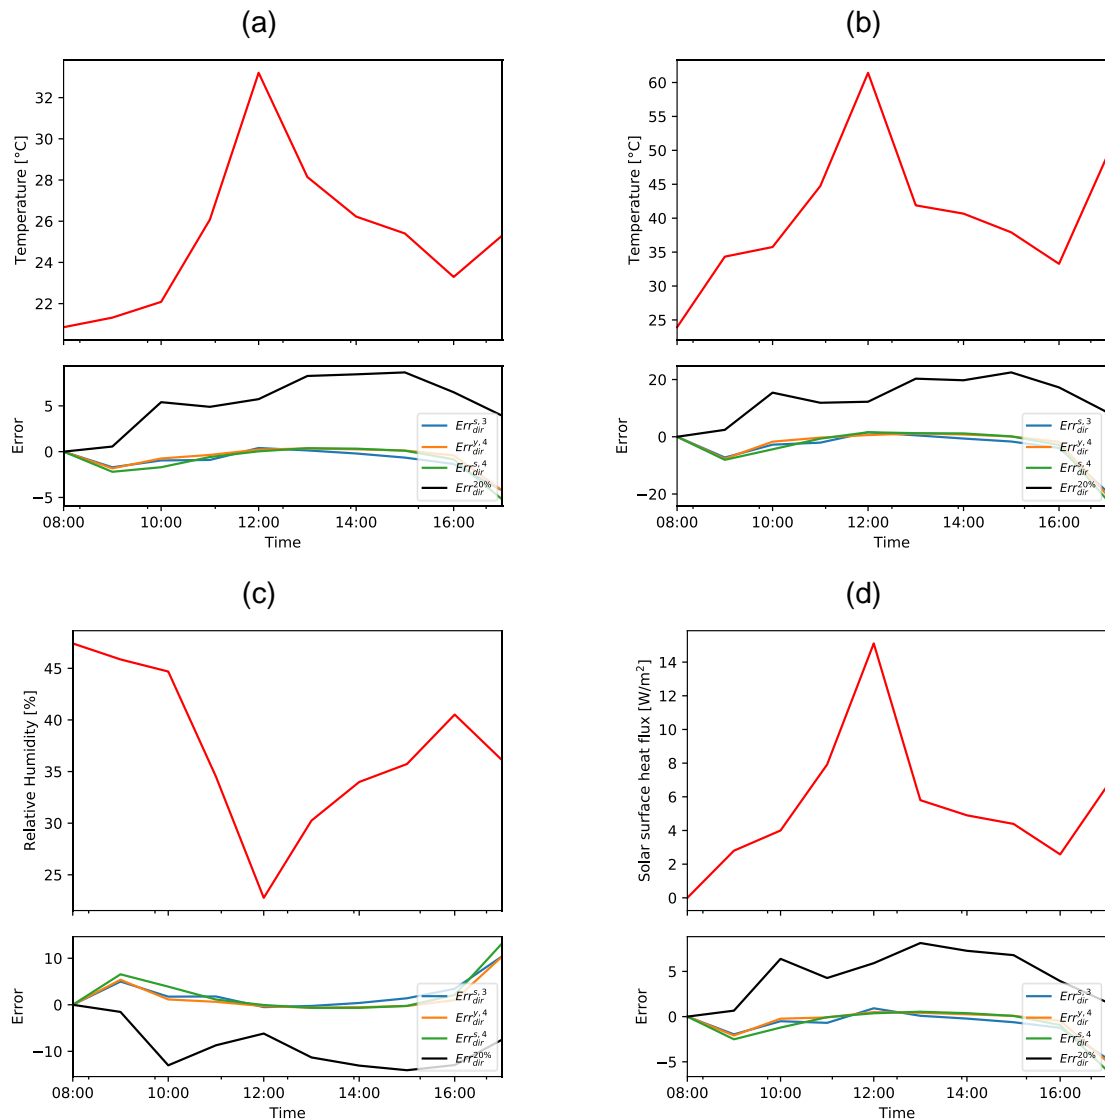 (a)
Temperature [°C]
32
30
28
26
24
22
Error
5
0
−5
Err^{s,3}_{dir}
Err^{y,4}_{dir}
Err^{s,4}_{dir}
Err^{20%}_{dir}
08:00 10:00 12:00 14:00 16:00
Time
(b)
Temperature [°C]
60
55
50
45
40
35
30
25
Error
20
0
−20
Err^{s,3}_{dir}
Err^{y,4}_{dir}
Err^{s,4}_{dir}
Err^{20%}_{dir}
08:00 10:00 12:00 14:00 16:00
Time
(c)
Relative Humidity [%]
45
40
35
30
25
Error
10
0
−10
Err^{s,3}_{dir}
Err^{y,4}_{dir}
Err^{s,4}_{dir}
Err^{20%}_{dir}
08:00 10:00 12:00 14:00 16:00
Time
(d)
Solar surface heat flux [W/m²]
14
12
10
8
6
4
2
0
Error
5
0
−5
Err^{s,3}_{dir}
Err^{y,4}_{dir}
Err^{s,4}_{dir}
Err^{20%}_{dir}
08:00 10:00 12:00 14:00 16:00
Time